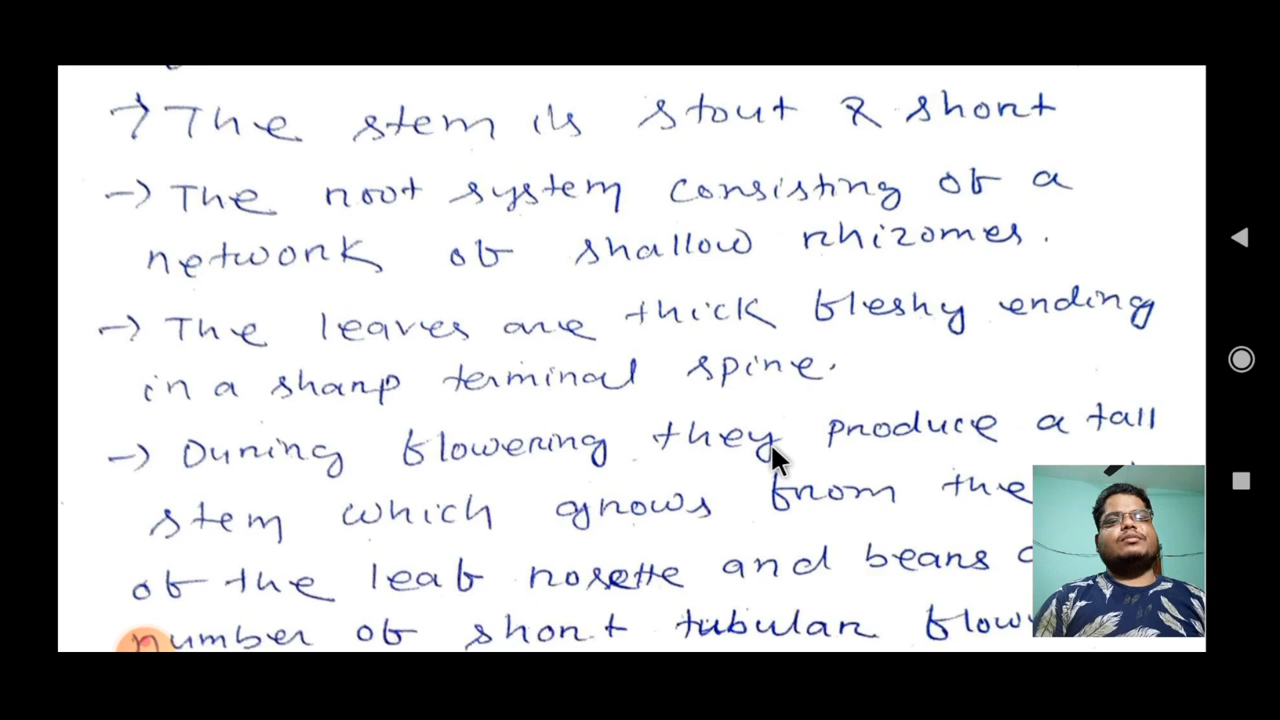 → The stem is stout & short
→ The root system consisting of a
network of shallow rhizomes.
→ The leaves are thick fleshy ending
in a sharp terminal spine.
→ During flowering they produce a tall
stem which grows from the
of the leaf rosette and bears
number of short tubular